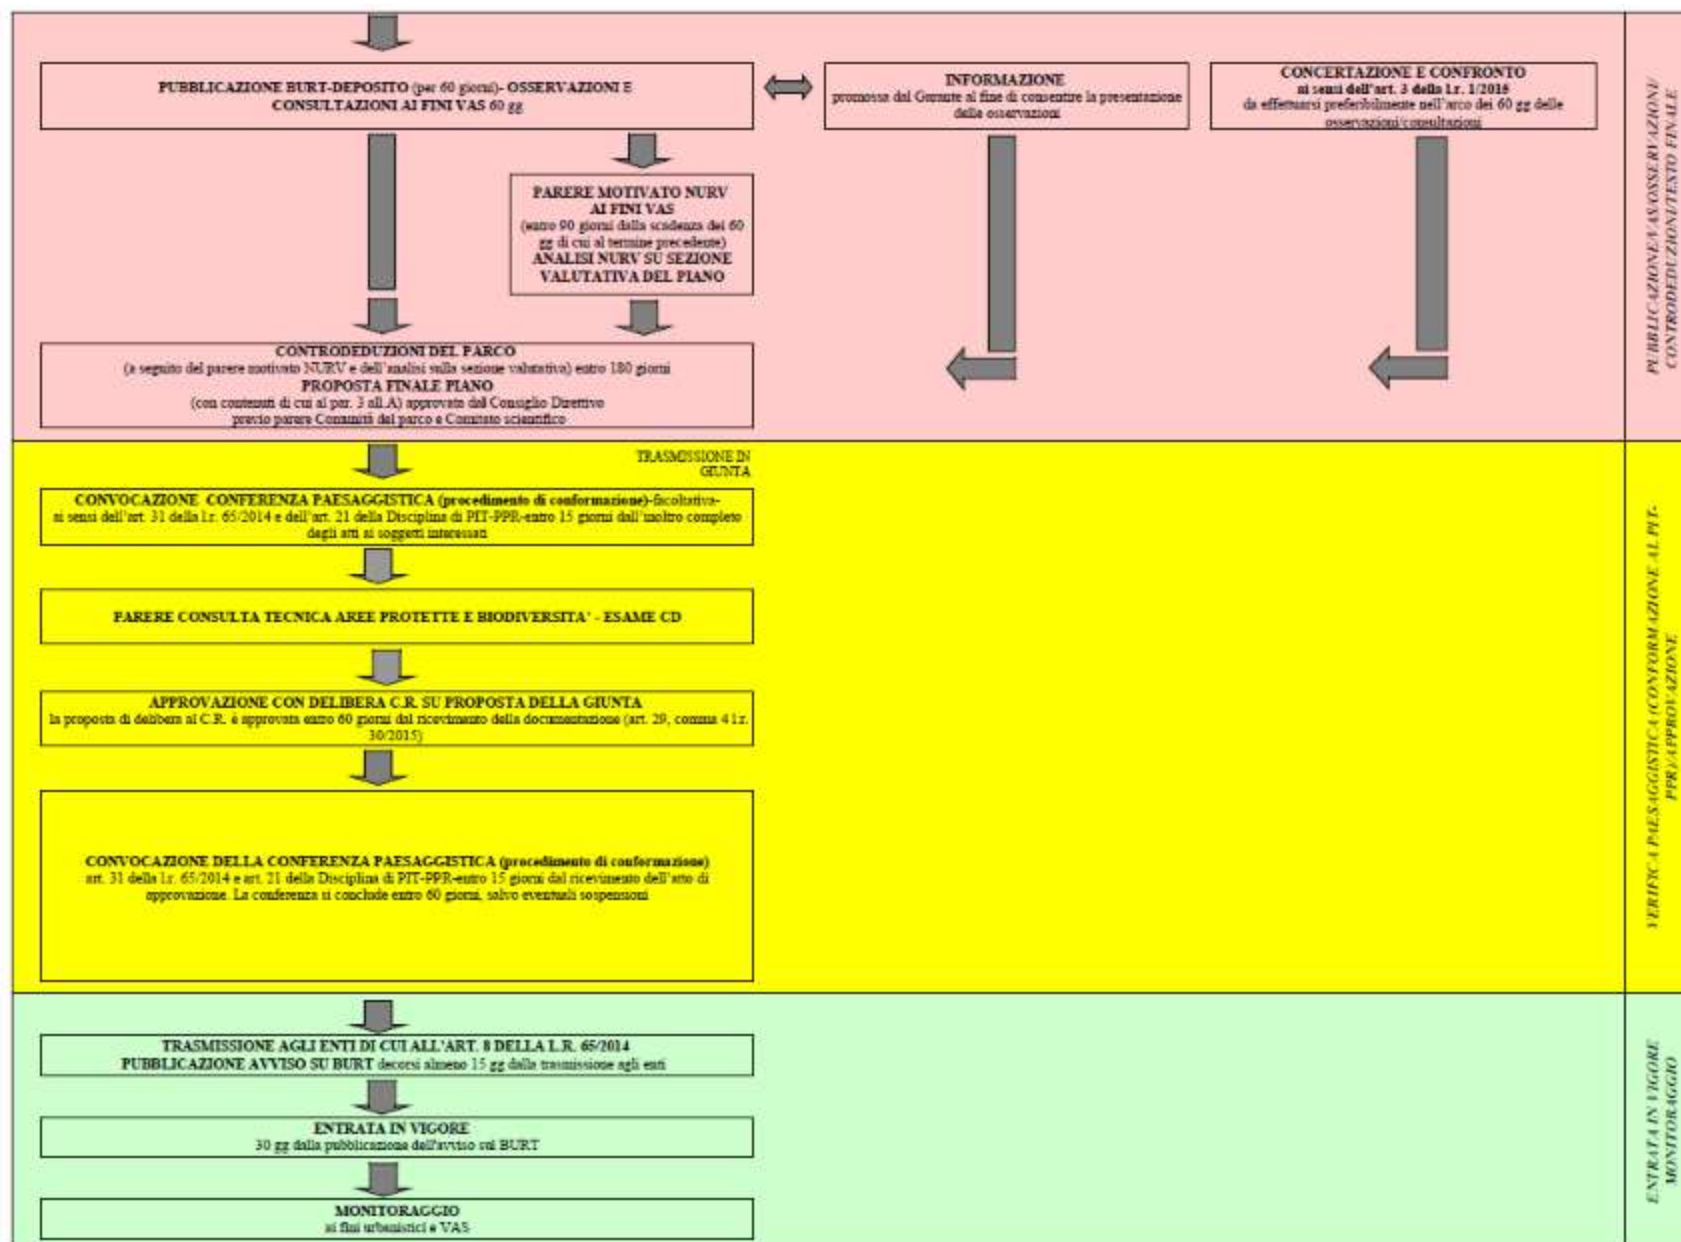 PUBBLICAZIONE BURT-DEPOSITO (per 60 giorni)- OSSERVAZIONI E
CONSULTAZIONI AI FINI VAS 60 gg
INFORMAZIONE
promossa dal Garante al fine di consentire la presentazione
delle osservazioni
CONCERTAZIONE E CONFRONTO
ai sensi dell'art. 3 della l.r. 1/2016
da effettuarsi preferibilmente nell'arco dei 60 gg delle
osservazioni/consultazioni
PARERE MOTIVATO NURV
AI FINI VAS
(entro 90 giorni dalla scadenza dei 60
gg di cui al termine precedente)
ANALISI NURV SU SEZIONE
VALUTATIVA DEL PIANO
CONTRODEDUZIONI DEL PARCO
(a seguito del parere motivato NURV e dell'analisi sulla sezione valutativa) entro 180 giorni
PROPOSTA FINALE PIANO
(con contenuti di cui al par. 3 all.A) approvata dal Consiglio Direttivo
previo parere Comunità del parco e Comitato scientifico
PUBBLICAZIONE/VAS/OSSERVAZIONI/
CONTRODEDUZIONI/TESTO FINALE
TRASMISSIONE IN
GIUNTA
CONVOCAZIONE CONFERENZA PAESAGGISTICA (procedimento di conformazione)-facoltativa-
ai sensi dell'art. 31 della l.r. 65/2014 e dell'art. 21 della Disciplina di PIT-PPR-entro 15 giorni dall'inoltro completo
degli atti ai soggetti interessati
PARERE CONSULTA TECNICA AREE PROTETTE E BIODIVERSITA' - ESAME CD
APPROVAZIONE CON DELIBERA C.R. SU PROPOSTA DELLA GIUNTA
la proposta di delibera al C.R. è approvata entro 60 giorni dal ricevimento della documentazione (art. 29, comma 4 l.r.
30/2015)
CONVOCAZIONE DELLA CONFERENZA PAESAGGISTICA (procedimento di conformazione)
art. 31 della l.r. 65/2014 e art. 21 della Disciplina di PIT-PPR-entro 15 giorni dal ricevimento dell'atto di
approvazione. La conferenza si conclude entro 60 giorni, salvo eventuali sospensioni
VERIFICA PAESAGGISTICA (CONFORMAZIONE AL PIT-
PPR)/APPROVAZIONE
TRASMISSIONE AGLI ENTI DI CUI ALL'ART. 8 DELLA L.R. 65/2014
PUBBLICAZIONE AVVISO SU BURT decorsi almeno 15 gg dalla trasmissione agli enti
ENTRATA IN VIGORE
30 gg dalla pubblicazione dell'avviso sul BURT
MONITORAGGIO
ai fini urbanistici e VAS
ENTRATA IN VIGORE
MONITORAGGIO